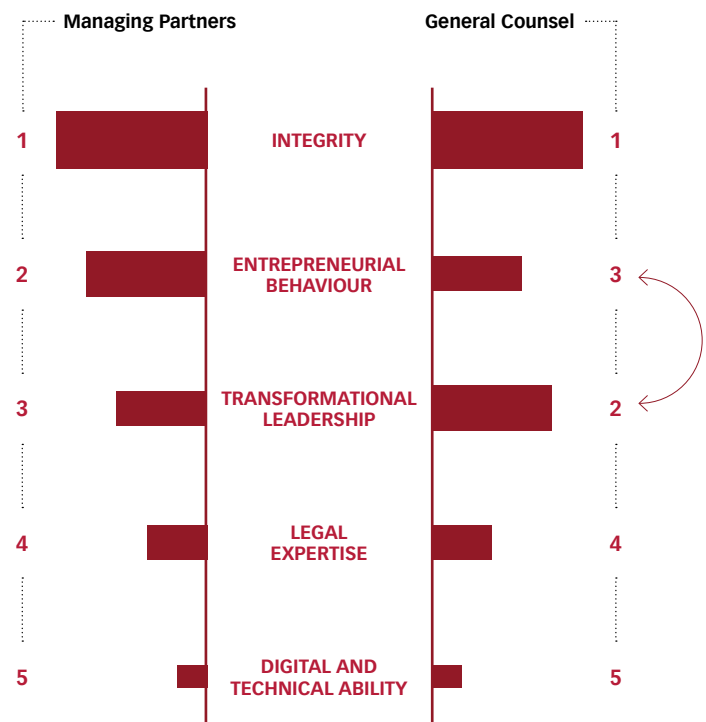 Managing Partners
General Counsel
1
INTEGRITY
1
2
ENTREPRENEURIAL
BEHAVIOUR
3
3
TRANSFORMATIONAL
LEADERSHIP
2
4
LEGAL
EXPERTISE
4
5
DIGITAL AND
TECHNICAL ABILITY
5